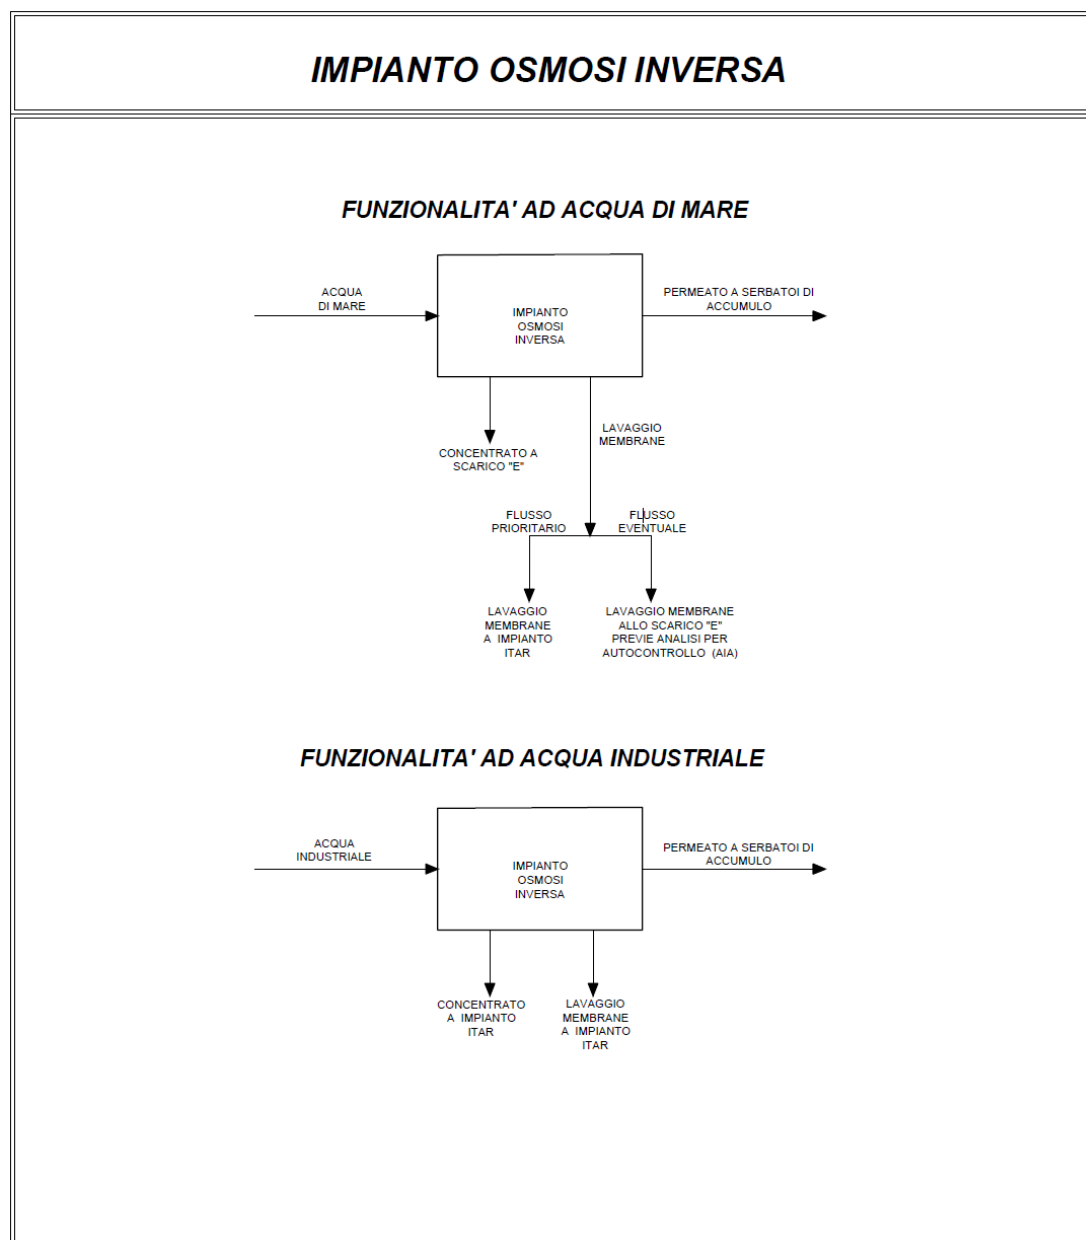 IMPIANTO OSMOSI INVERSA
FUNZIONALITA' AD ACQUA DI MARE
ACQUA
DI MARE
IMPIANTO
OSMOSI
INVERSA
PERMEATO A SERBATOI DI
ACCUMULO
CONCENTRATO A
SCARICO "E"
LAVAGGIO
MEMBRANE
FLUSSO
PRIORITARIO
FLUSSO
EVENTUALE
LAVAGGIO
MEMBRANE
A IMPIANTO
ITAR
LAVAGGIO MEMBRANE
ALLO SCARICO "E"
PREVIE ANALISI PER
AUTOCONTROLLO (AIA)
FUNZIONALITA' AD ACQUA INDUSTRIALE
ACQUA
INDUSTRIALE
IMPIANTO
OSMOSI
INVERSA
PERMEATO A SERBATOI DI
ACCUMULO
CONCENTRATO
A IMPIANTO
ITAR
LAVAGGIO
MEMBRANE
A IMPIANTO
ITAR